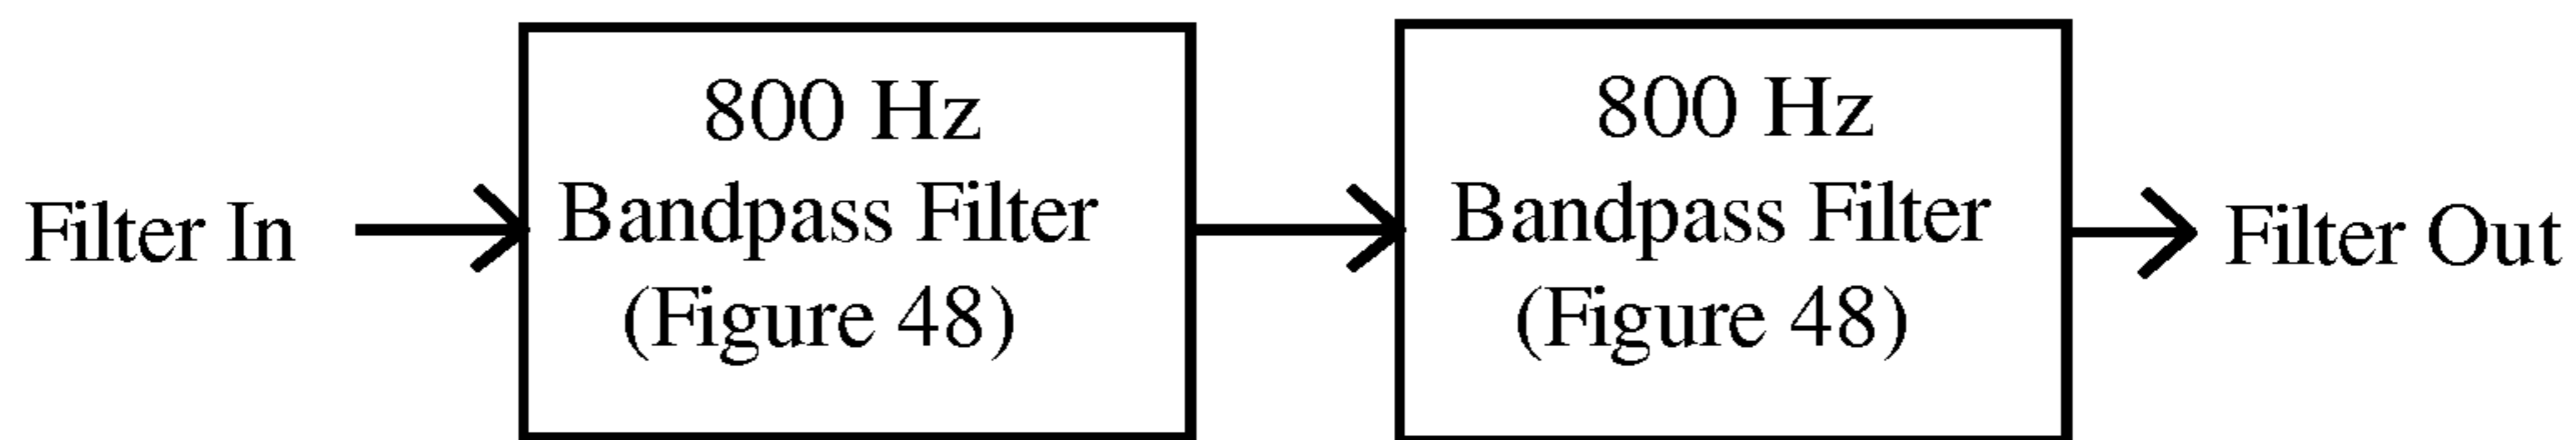 Filter In
800 Hz
Bandpass Filter
(Figure 48)
800 Hz
Bandpass Filter
(Figure 48)
Filter Out